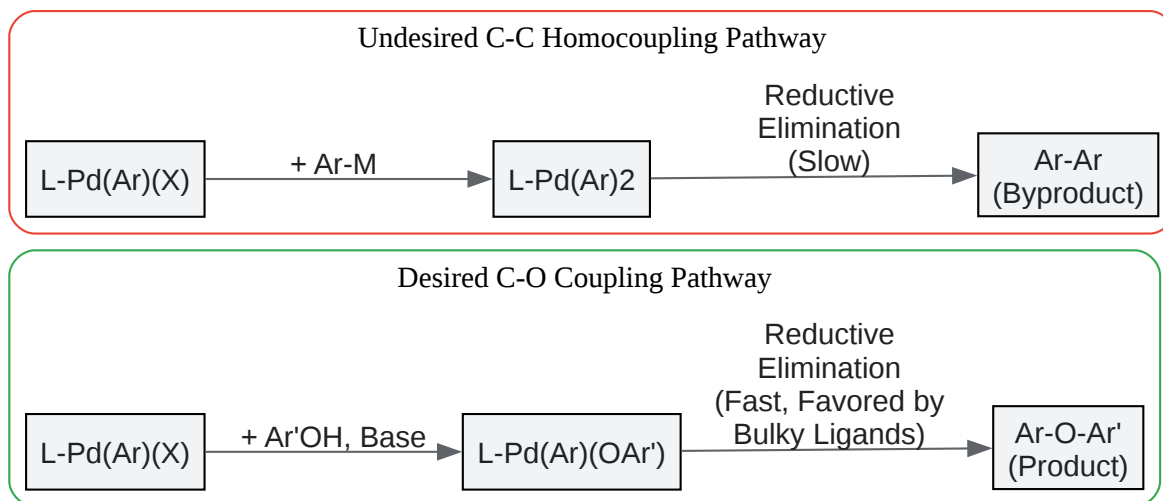 Undesired C-C Homocoupling Pathway
L-Pd(Ar)(X)
+ Ar-M
L-Pd(Ar)2
Reductive
Elimination
(Slow)
Ar-Ar
(Byproduct)
Desired C-O Coupling Pathway
L-Pd(Ar)(X)
+ Ar'OH, Base
L-Pd(Ar)(OAr')
Reductive
Elimination
(Fast, Favored by
Bulky Ligands)
Ar-O-Ar'
(Product)